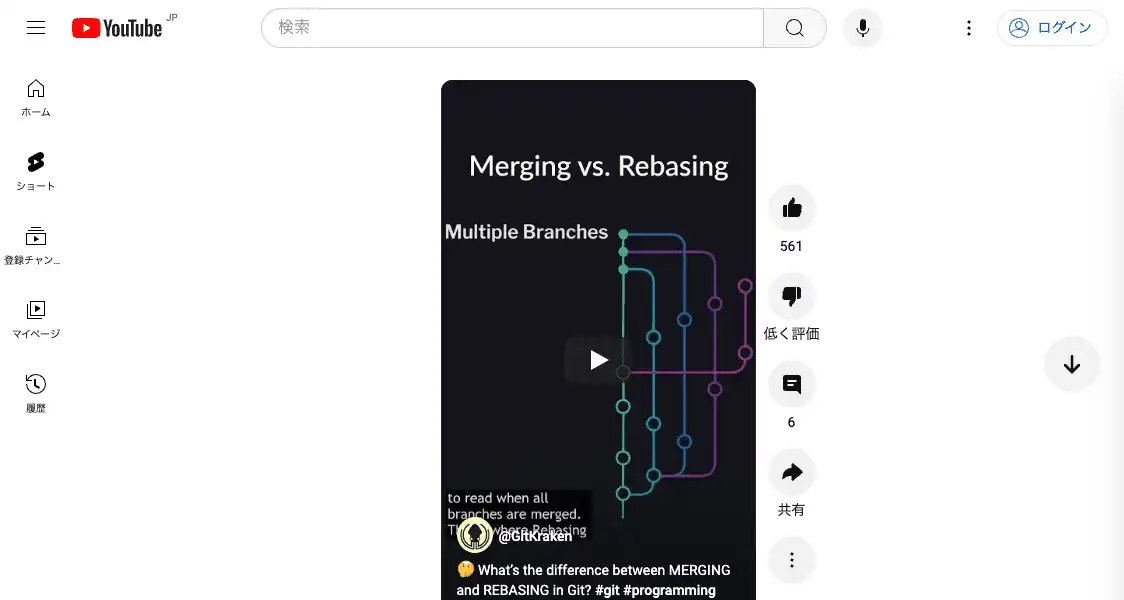 YouTube JP
検索
ログイン
ホーム
ショート
登録チャン...
マイページ
履歴
Merging vs. Rebasing
Multiple Branches
to read when all
branches are merged.
where Rebasing
@GitKraken
🤔 What's the difference between MERGING
and REBASING in Git? #git #programming
561
低く評価
6
共有